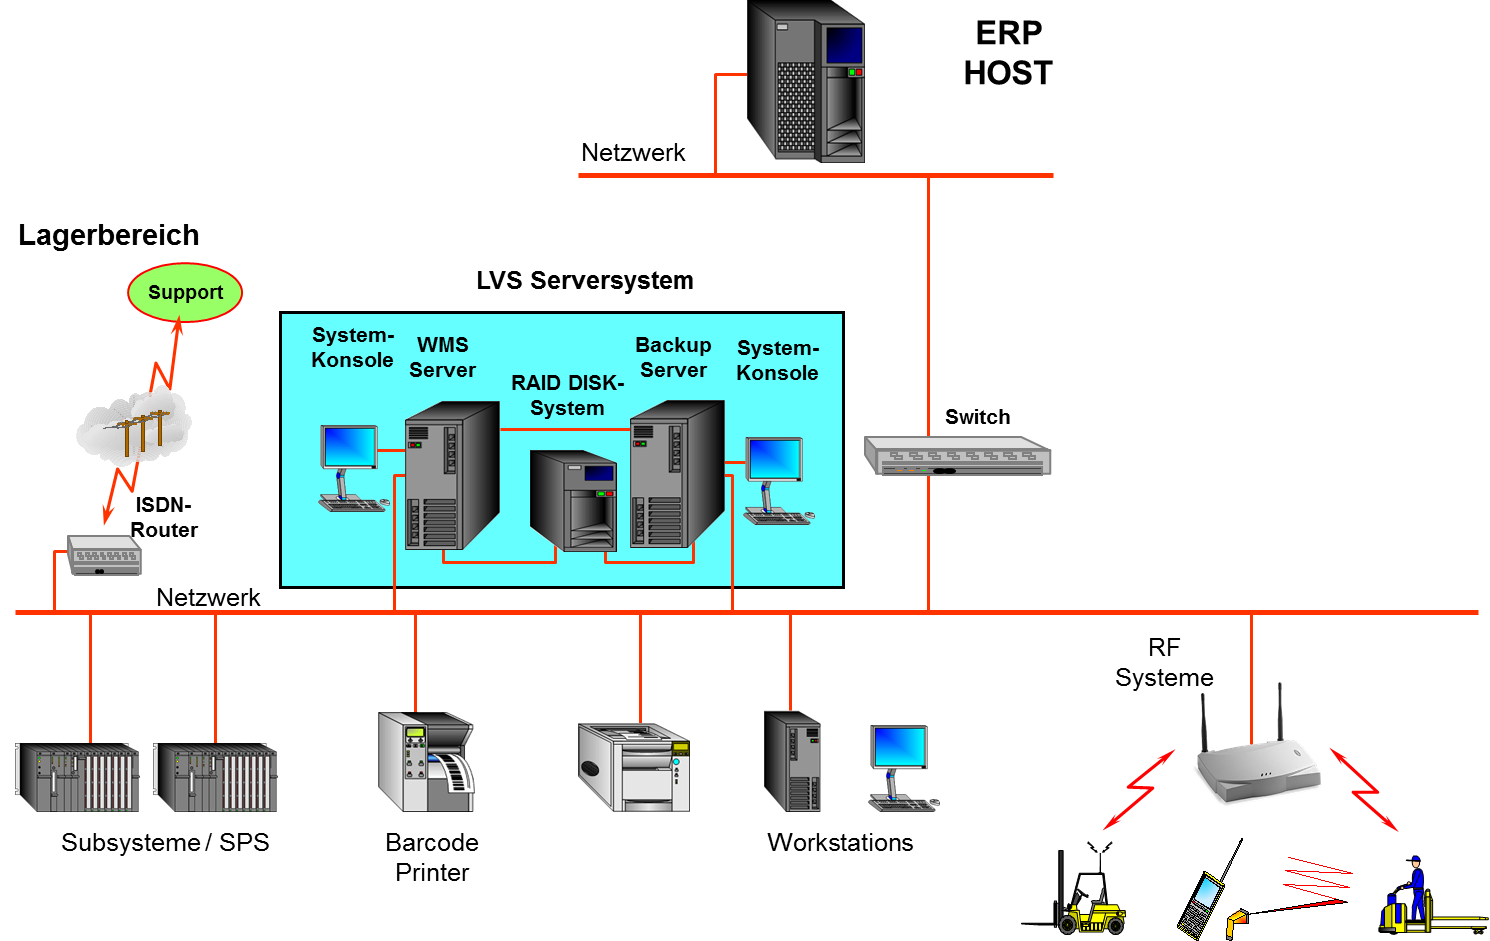 ERP
HOST
Netzwerk
Lagerbereich
Support
LVS Serversystem
System-
Konsole
WMS
Server
RAID DISK-
System
Backup
Server
System-
Konsole
Switch
ISDN-
Router
Netzwerk
RF
Systeme
Subsysteme / SPS
Barcode
Printer
Workstations